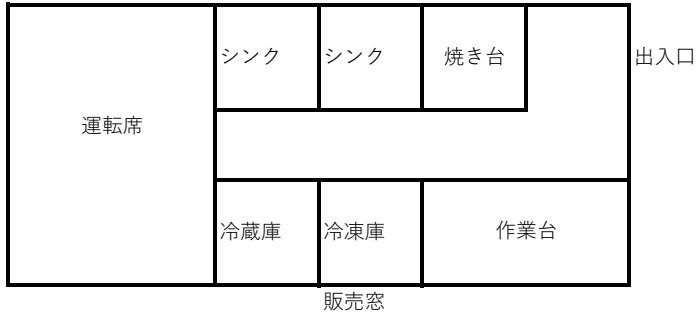 シンク
シンク
焼き台
出入口
運転席
冷蔵庫
冷凍庫
作業台
販売窓